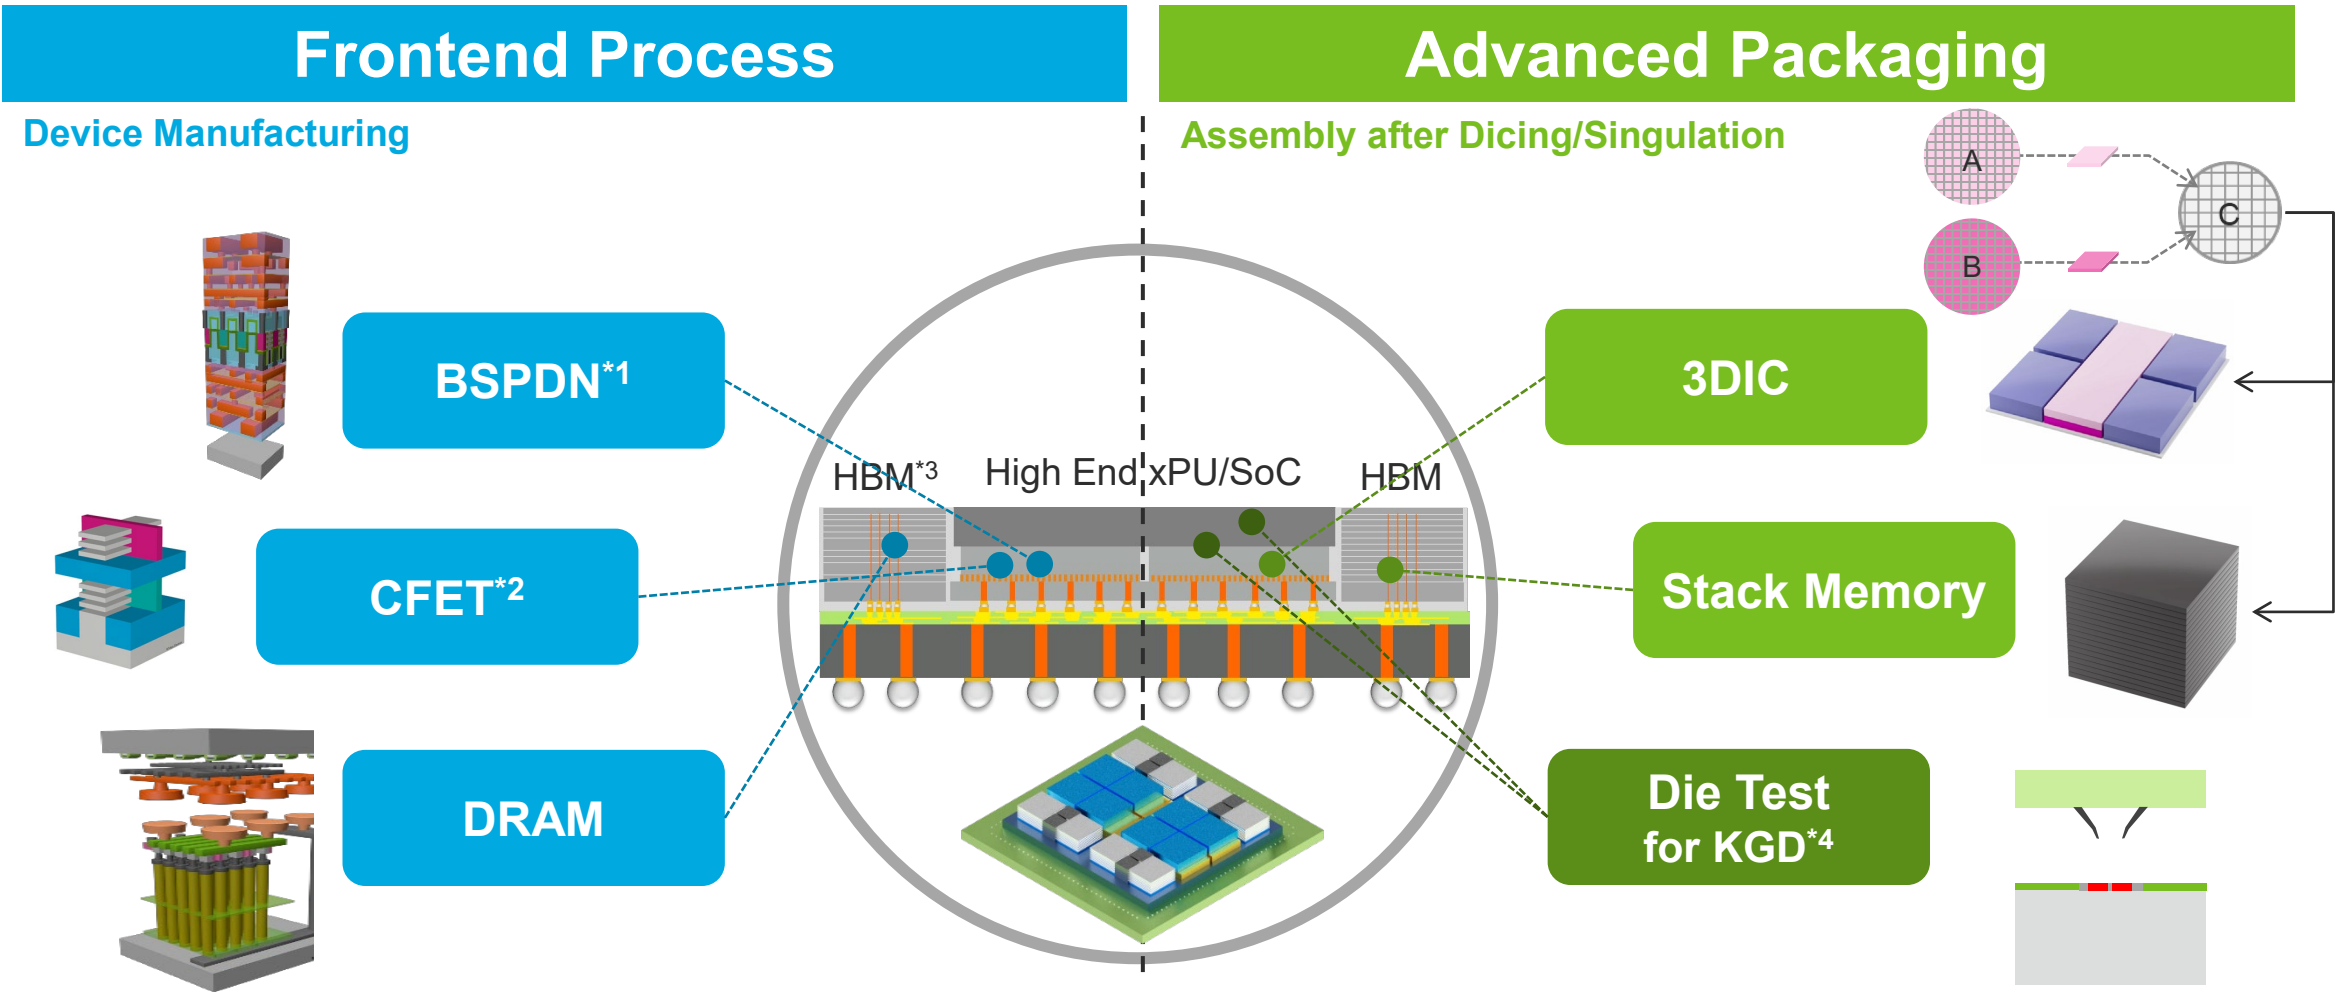 Frontend Process
Advanced Packaging
Device Manufacturing
Assembly after Dicing/Singulation
A
C
B
BSPDN*1
3DIC
HBM*3
High End xPU/SoC
HBM
CFET*2
Stack Memory
DRAM
Die Test
for KGD*4